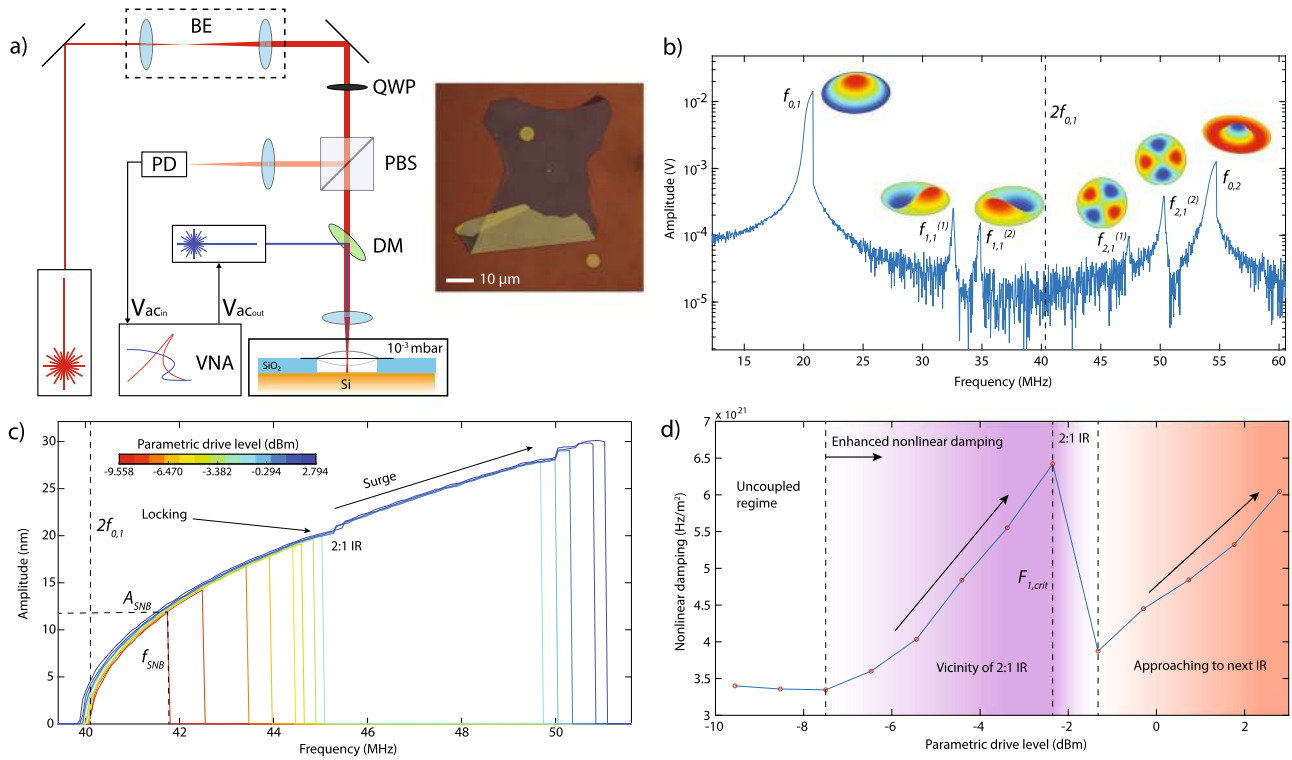 a)
BE
QWP
PD
PBS
DM
10 μm
Vac_in
Vac_out
VNA
10⁻³ mbar
SiO₂
Si
b)
Amplitude (V)
10⁻²
10⁻³
10⁻⁴
10⁻⁵
f₀,₁
2f₀,₁
f₁,₁⁽¹⁾
f₁,₁⁽²⁾
f₂,₁⁽¹⁾
f₂,₁⁽²⁾
f₀,₂
15 20 25 30 35 40 45 50 55 60
Frequency (MHz)
c)
Amplitude (nm)
30
25
20
15
10
5
0
Parametric drive level (dBm)
-9.558 -6.470 -3.382 -0.294 2.794
Surge
Locking
2f₀,₁
2:1 IR
A_SNB
f_SNB
40 42 44 46 48 50
Frequency (MHz)
d)
x 10²¹
Nonlinear damping (Hz/m²)
7
6.5
6
5.5
5
4.5
4
3.5
3
Enhanced nonlinear damping
2:1 IR
Uncoupled
regime
F₁,crit
Vicinity of 2:1 IR
Approaching to next IR
-10 -8 -6 -4 -2 0 2
Parametric drive level (dBm)